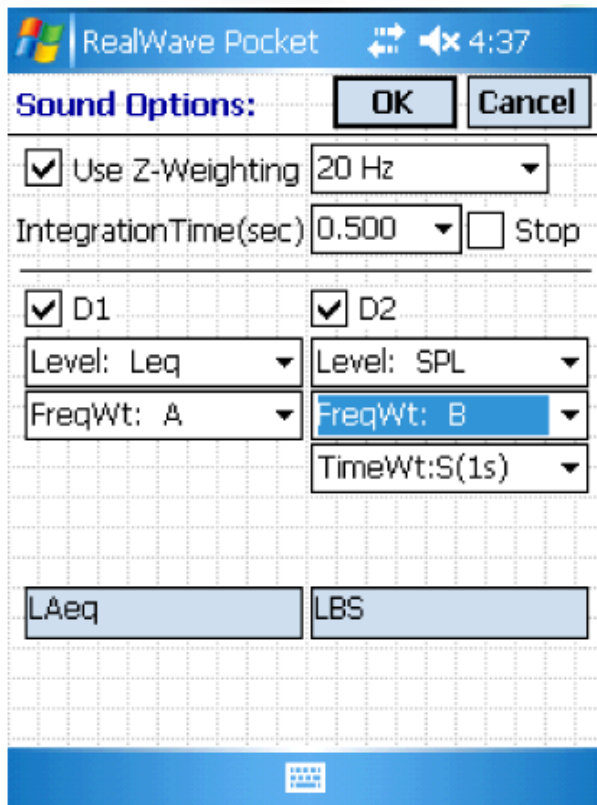 RealWave Pocket 4:37
Sound Options: OK Cancel
Use Z-Weighting 20 Hz
IntegrationTime(sec) 0.500 Stop
D1 D2
Level: Leq Level: SPL
FreqWt: A FreqWt: B
TimeWt:S(1s)
LAeq LBS